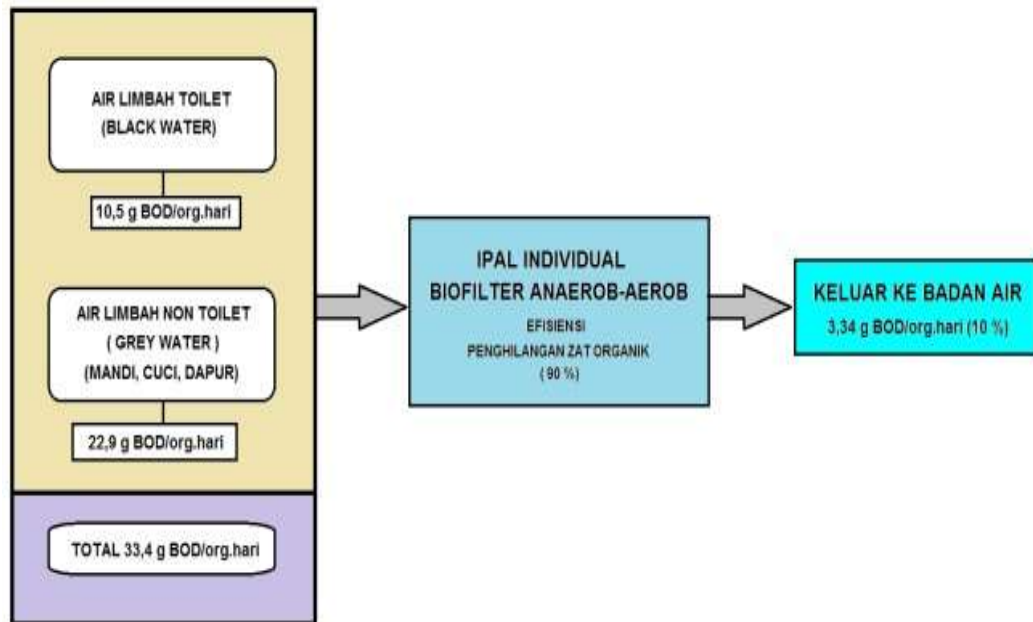 AIR LIMBAH TOILET
(BLACK WATER)
10,5 g BOD/org.hari
AIR LIMBAH NON TOILET
( GREY WATER )
(MANDI, CUCI, DAPUR)
22,9 g BOD/org.hari
TOTAL 33,4 g BOD/org.hari
IPAL INDIVIDUAL
BIOFILTER ANAEROB-AEROB
EFISIENSI
PENGHILANGAN ZAT ORGANIK
( 90 %)
KELUAR KE BADAN AIR
3,34 g BOD/org.hari (10 %)